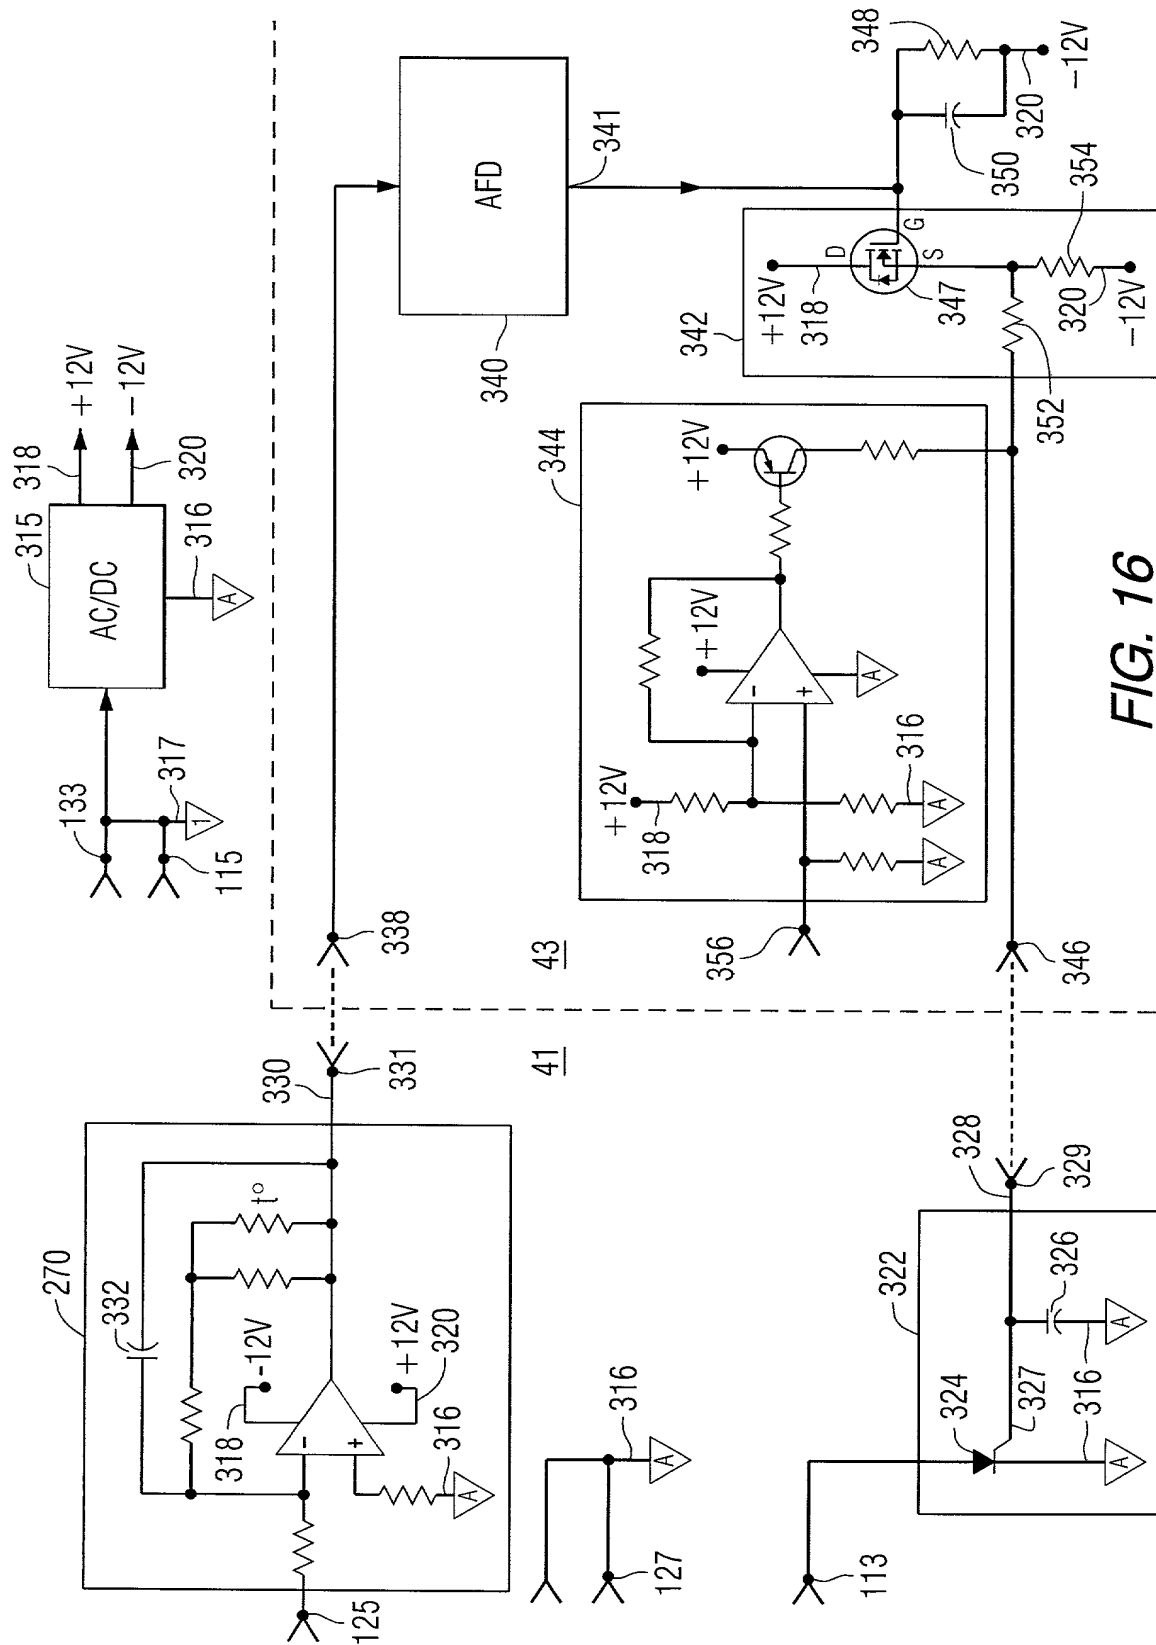 133
115
317
1
315
AC/DC
318
+12V
320
-12V
316
A
270
332
t°
318
-12V
+12V
320
316
A
125
330
331
338
41
43
AFD
340
341
127
316
A
344
+12V
318
+12V
+12V
-
+
316
A
A
A
356
342
+12V
318
D
G
S
347
352
354
320
-12V
348
350
320
-12V
113
322
324
327
316
326
A
A
328
329
346
FIG. 16
-
+